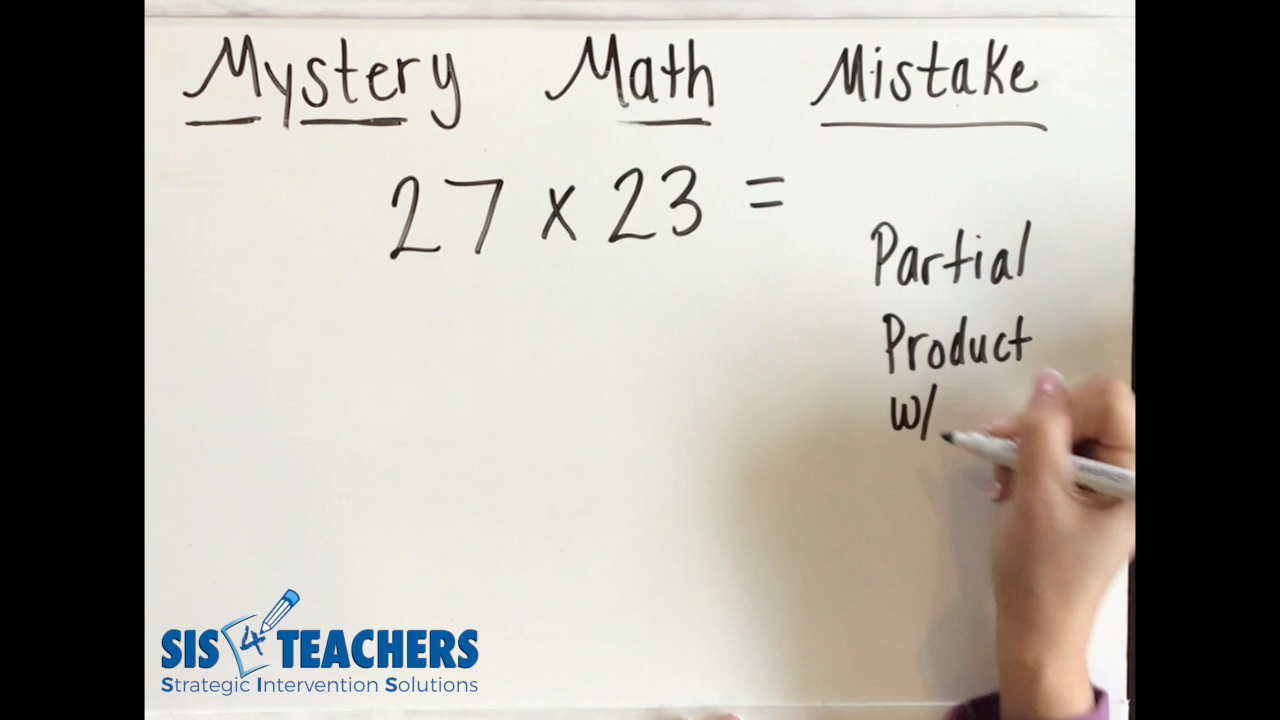 Mystery Math Mistake
27 x 23 =
Partial
Product
w/
SIS 4 TEACHERS
Strategic Intervention Solutions